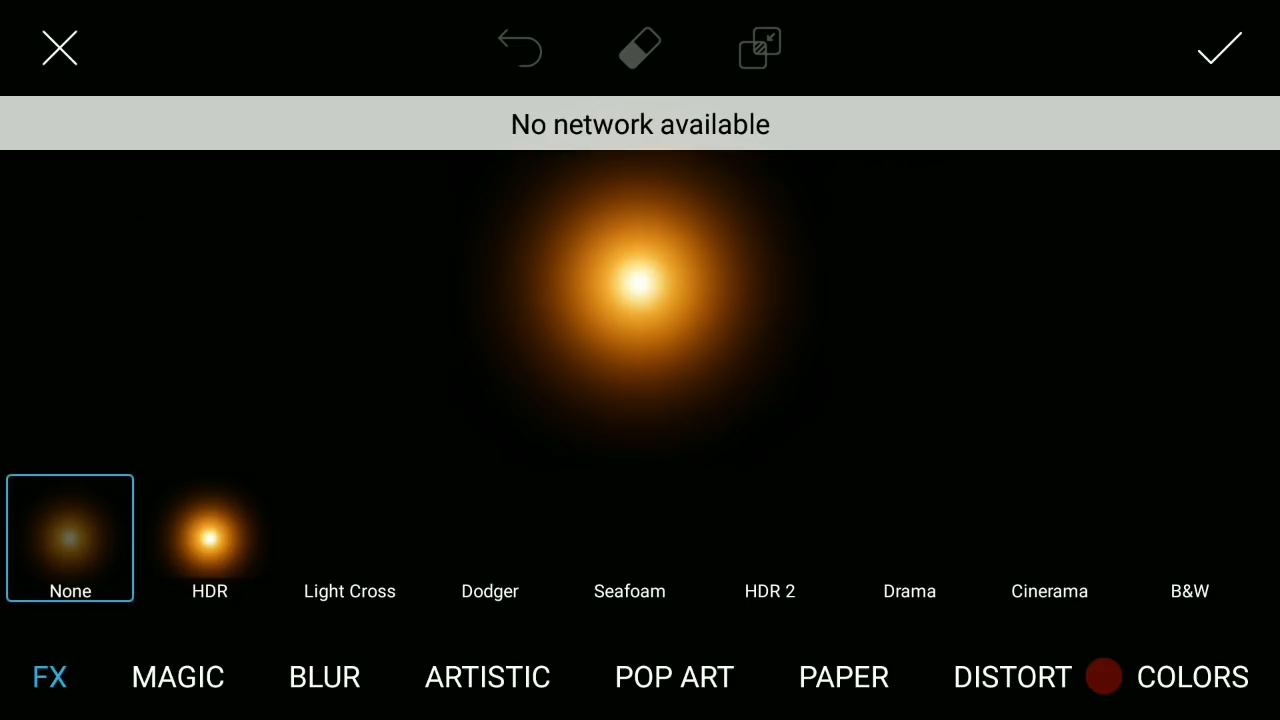 No network available
None HDR Light Cross Dodger Seafoam HDR 2 Drama Cinerama B&W
FX MAGIC BLUR ARTISTIC POP ART PAPER DISTORT COLORS